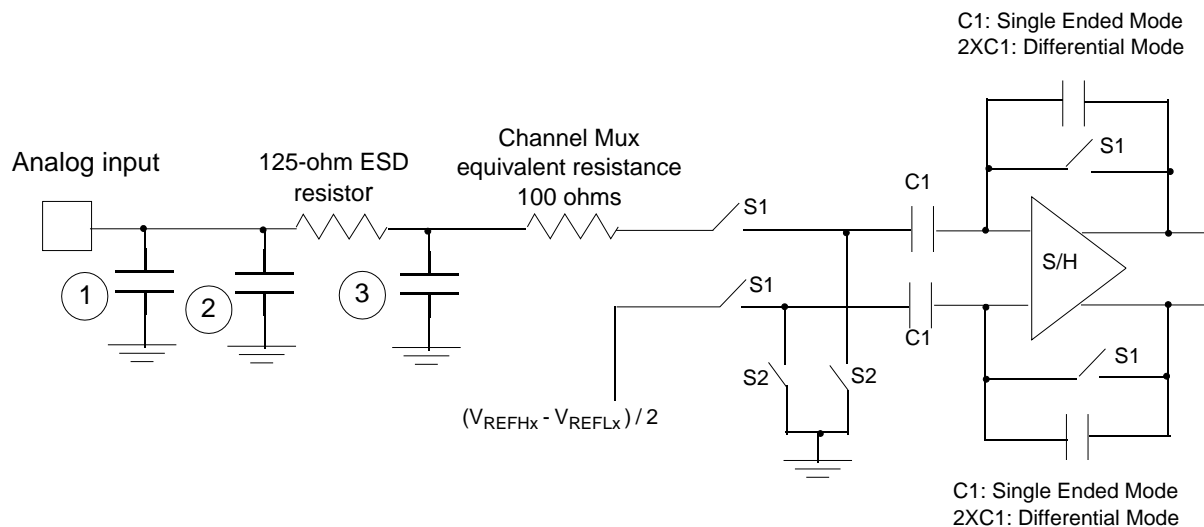 C1: Single Ended Mode
2XC1: Differential Mode
Channel Mux
equivalent resistance
100 ohms
Analog input
125-ohm ESD
resistor
S1
C1
S1
S/H
1
2
3
S1
C1
S1
S2
S2
(VREFHx - VREFLx ) / 2
C1: Single Ended Mode
2XC1: Differential Mode